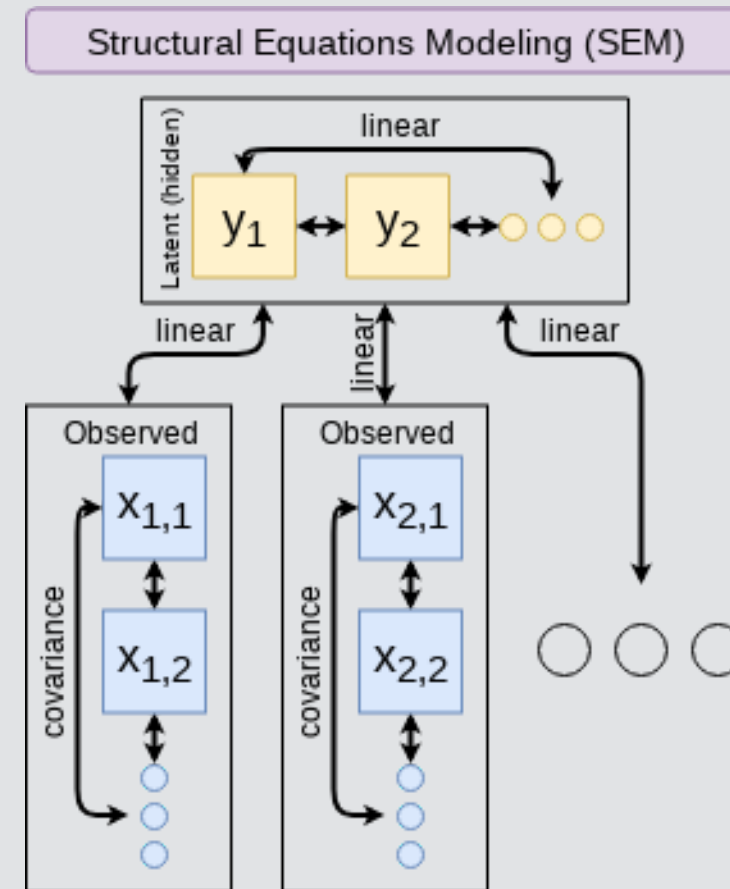 Structural Equations Modeling (SEM)
Latent (hidden)
linear
y1
y2
linear
linear
linear
Observed
x1,1
covariance
x1,2
Observed
x2,1
covariance
x2,2